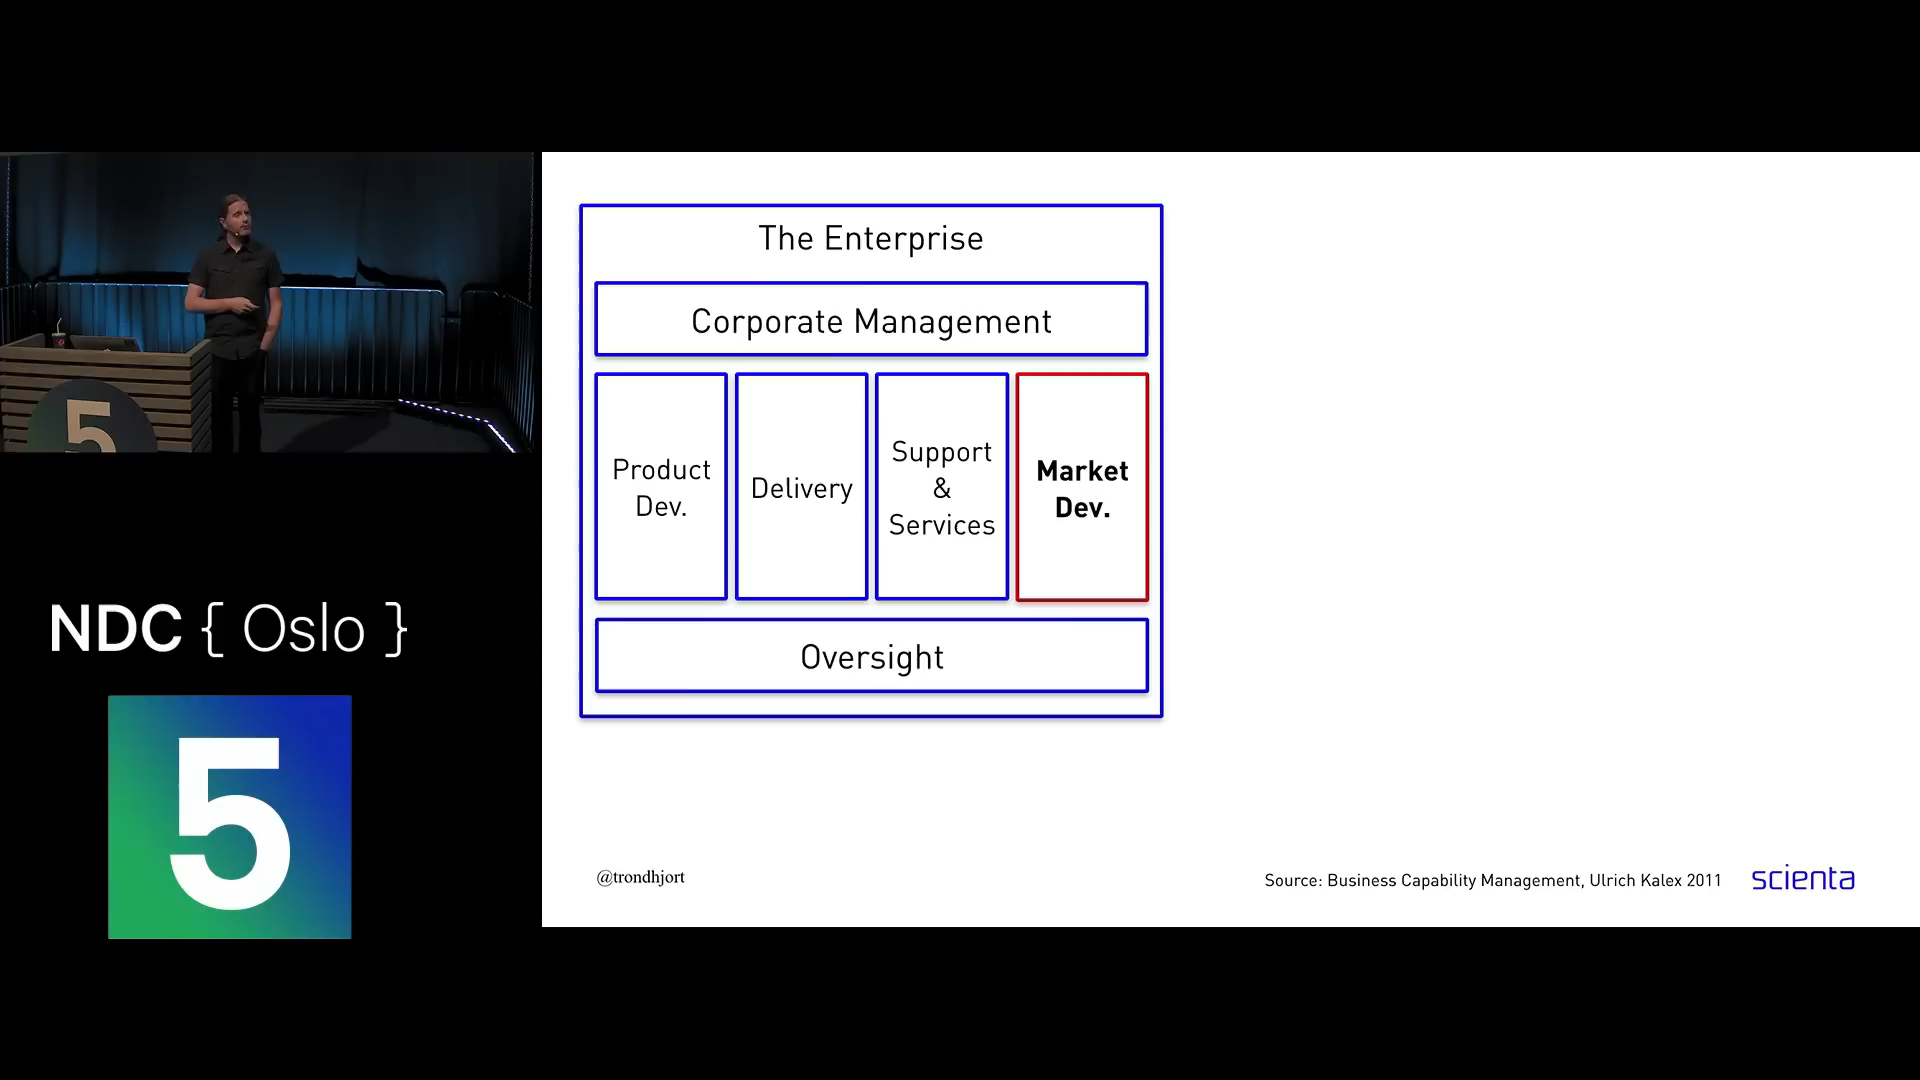 The Enterprise
Corporate Management
Product
Dev.
Delivery
Support
&
Services
Market
Dev.
Oversight
5
NDC { Oslo }
5
@trondhjort
Source: Business Capability Management, Ulrich Kalex 2011
scienta